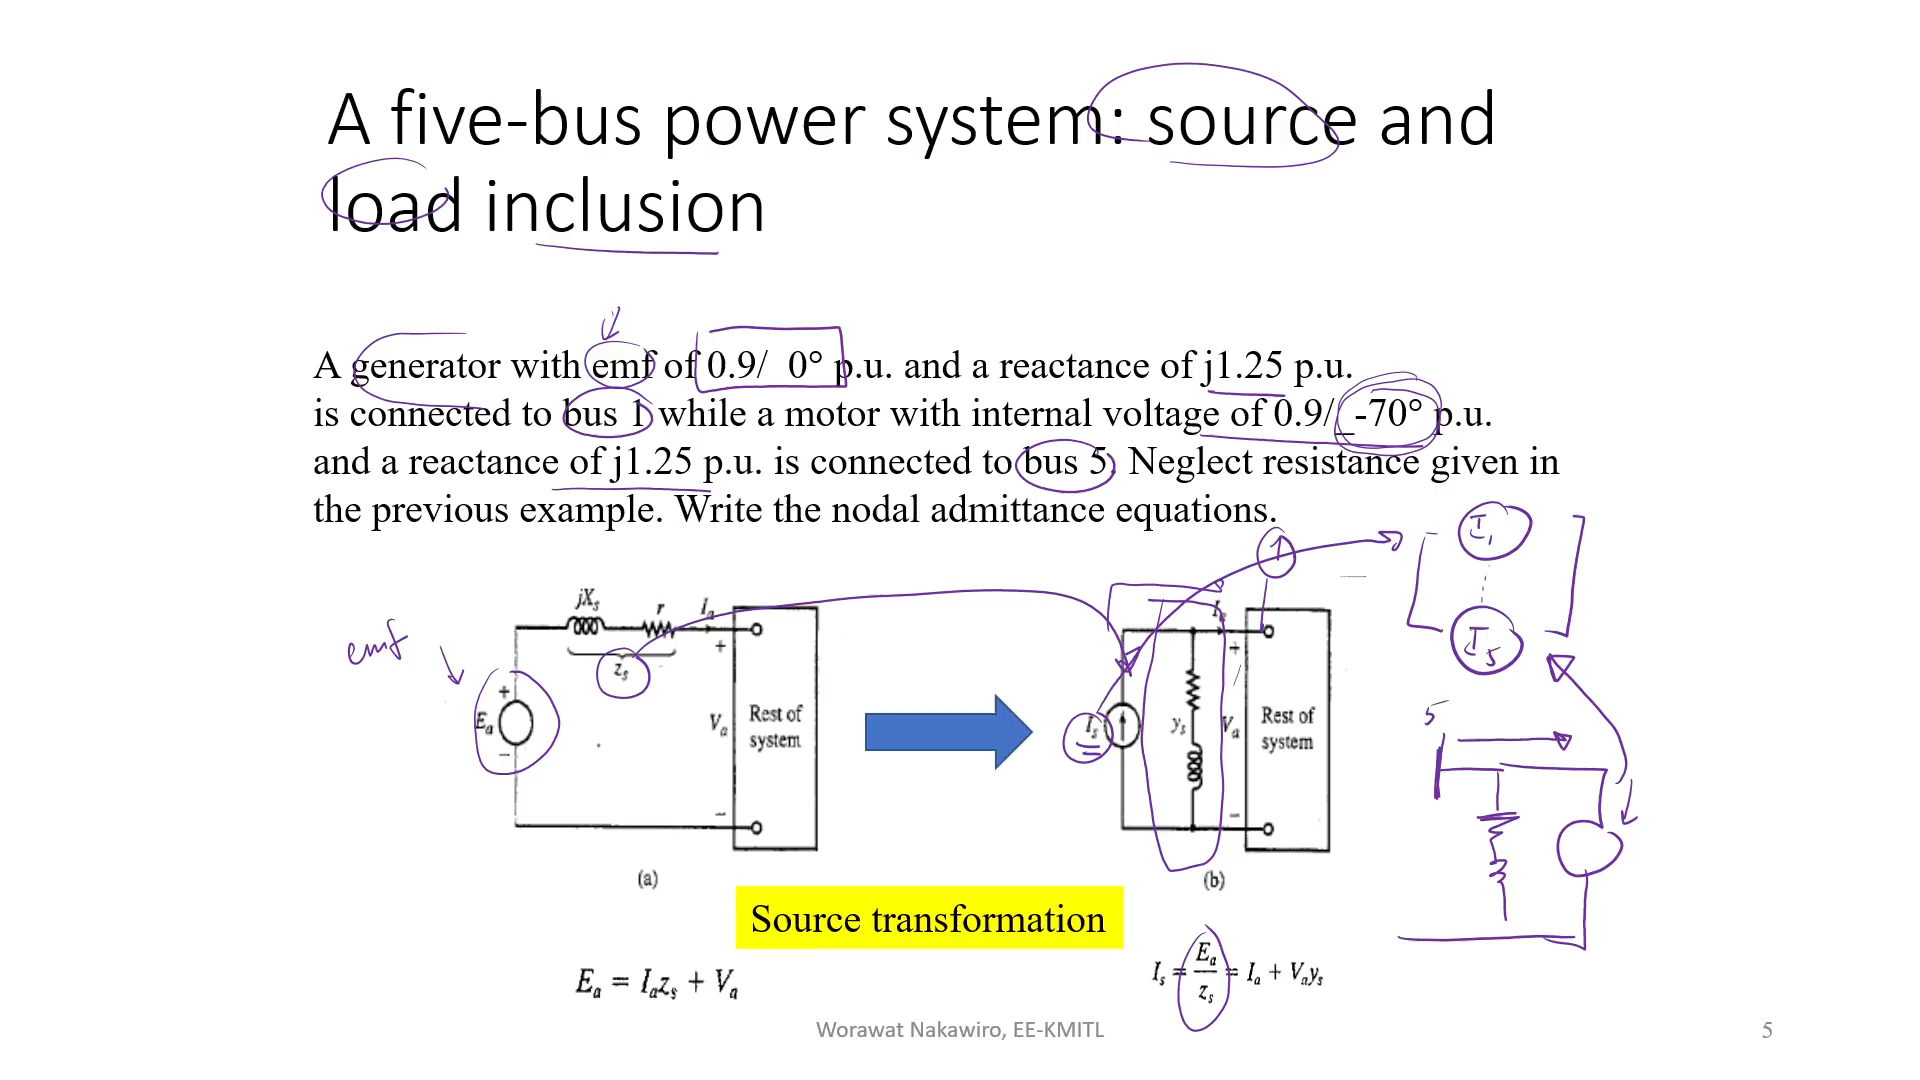 A five-bus power system: source and
load inclusion
A generator with emf of 0.9/_0° p.u. and a reactance of j1.25 p.u.
is connected to bus 1 while a motor with internal voltage of 0.9/_-70° p.u.
and a reactance of j1.25 p.u. is connected to bus 5. Neglect resistance given in
the previous example. Write the nodal admittance equations.
I₁
I₅
jXₛ
r
Iₐ
+
zₛ
emf
+
Eₐ
−
Vₐ
Rest of
system
−
(a)
Iₐ
+
Iₛ
yₛ
Vₐ
Rest of
system
−
(b)
5
Source transformation
Eₐ = Iₐzₛ + Vₐ
Iₛ = Eₐ/zₛ = Iₐ + Vₐyₛ
Worawat Nakawiro, EE-KMITL
5